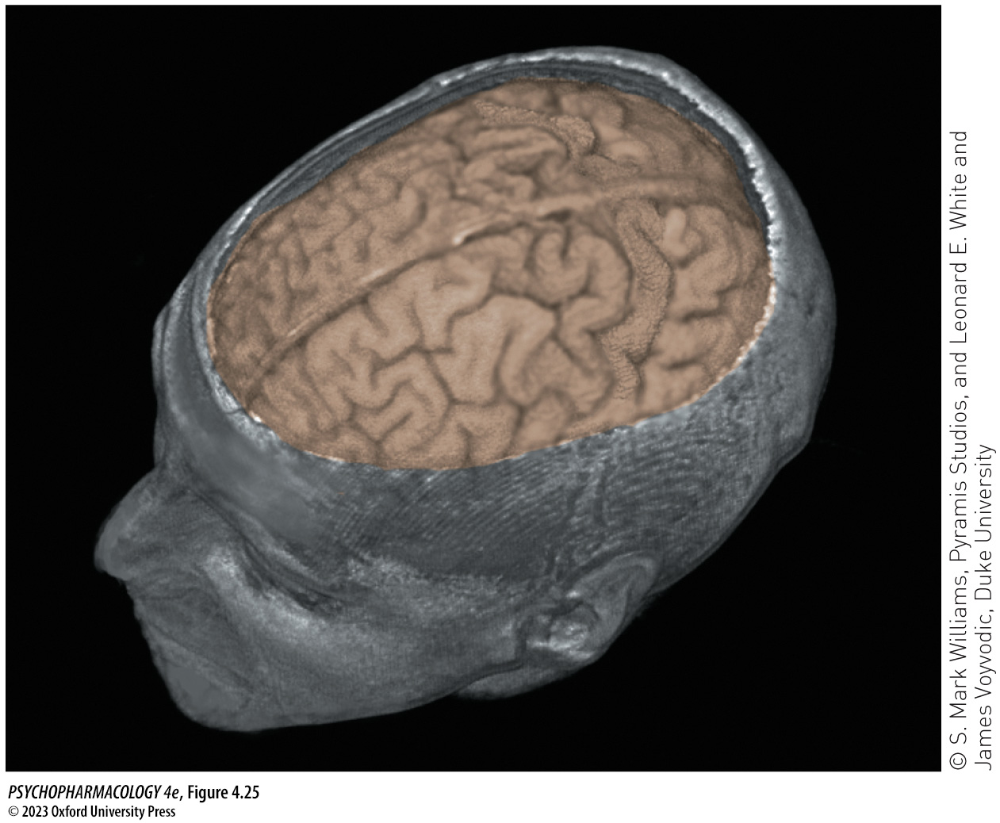 © S. Mark Williams, Pyramis Studios, and Leonard E. White and
James Voyvodic, Duke University
PSYCHOPHARMACOLOGY 4e, Figure 4.25
© 2023 Oxford University Press